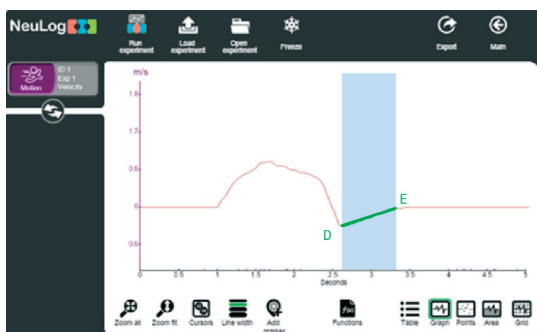 NeuLog
Run
experiment
Load
experiment
Open
experiment
Freeze
Export
Main
Motion
ID 1
Exp 1
Velocity
m/s
1.8
1.2
0.6
0
0.6
D
E
0
0.5
1
1.5
2
2.5
3
3.5
4
4.5
5
Seconds
Zoom all
Zoom fit
Cursors
Line width
Add
marker
f(x)
Functions
Table
Graph
Points
Area
Grid